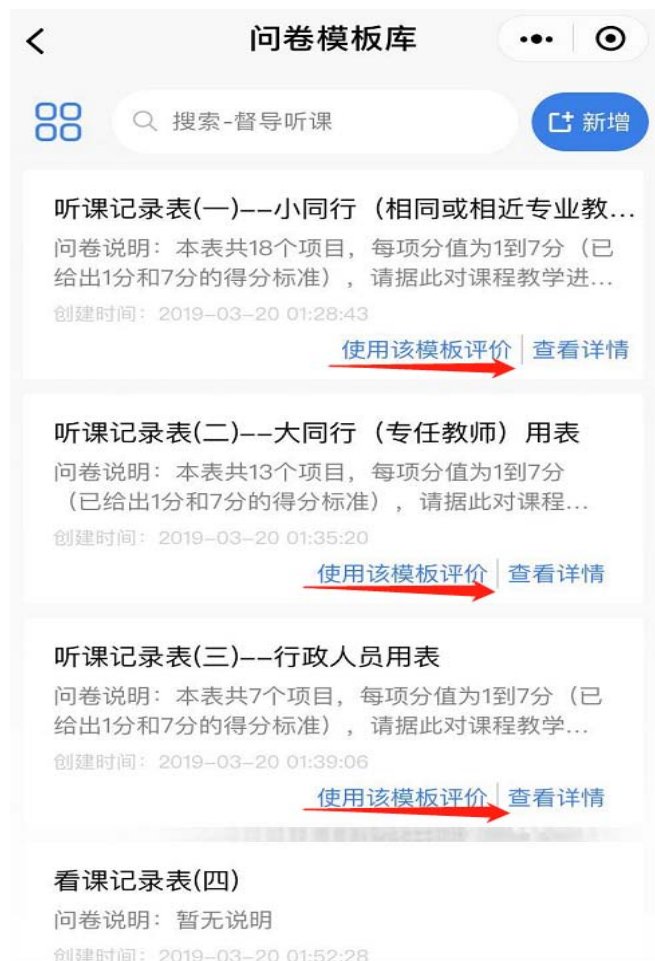 问卷模板库
搜索-督导听课
新增
听课记录表(一)--小同行（相同或相近专业教...
问卷说明：本表共18个项目，每项分值为1到7分（已
给出1分和7分的得分标准），请据此对课程教学进...
创建时间：2019-03-20 01:28:43
使用该模板评价 查看详情
听课记录表(二)--大同行（专任教师）用表
问卷说明：本表共13个项目，每项分值为1到7分
（已给出1分和7分的得分标准），请据此对课程...
创建时间：2019-03-20 01:35:20
使用该模板评价 查看详情
听课记录表(三)--行政人员用表
问卷说明：本表共7个项目，每项分值为1到7分（已
给出1分和7分的得分标准），请据此对课程教学...
创建时间：2019-03-20 01:39:06
使用该模板评价 查看详情
看课记录表(四)
问卷说明：暂无说明
创建时间：2019-03-20 01:52:28